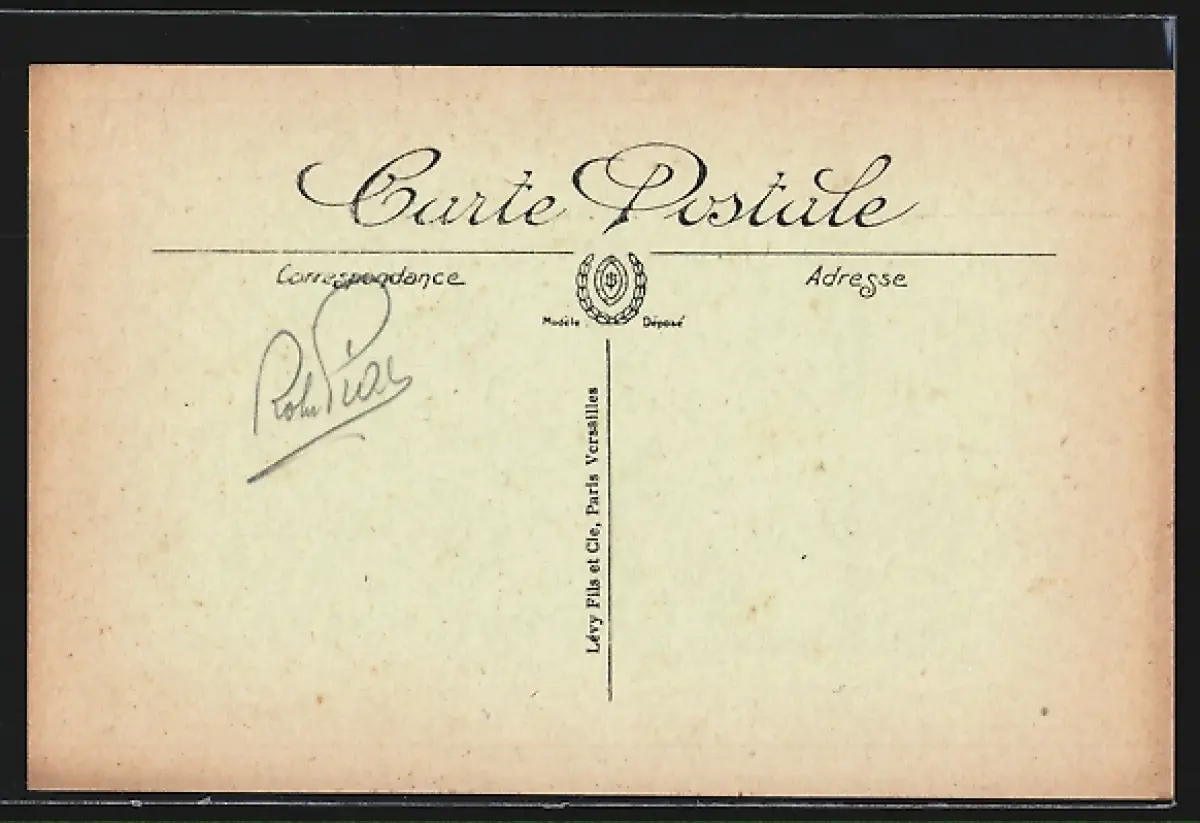 Carte Postale
Correspondance
Adresse
Modèle Déposé
Lévy Fils et Cie, Paris Versailles